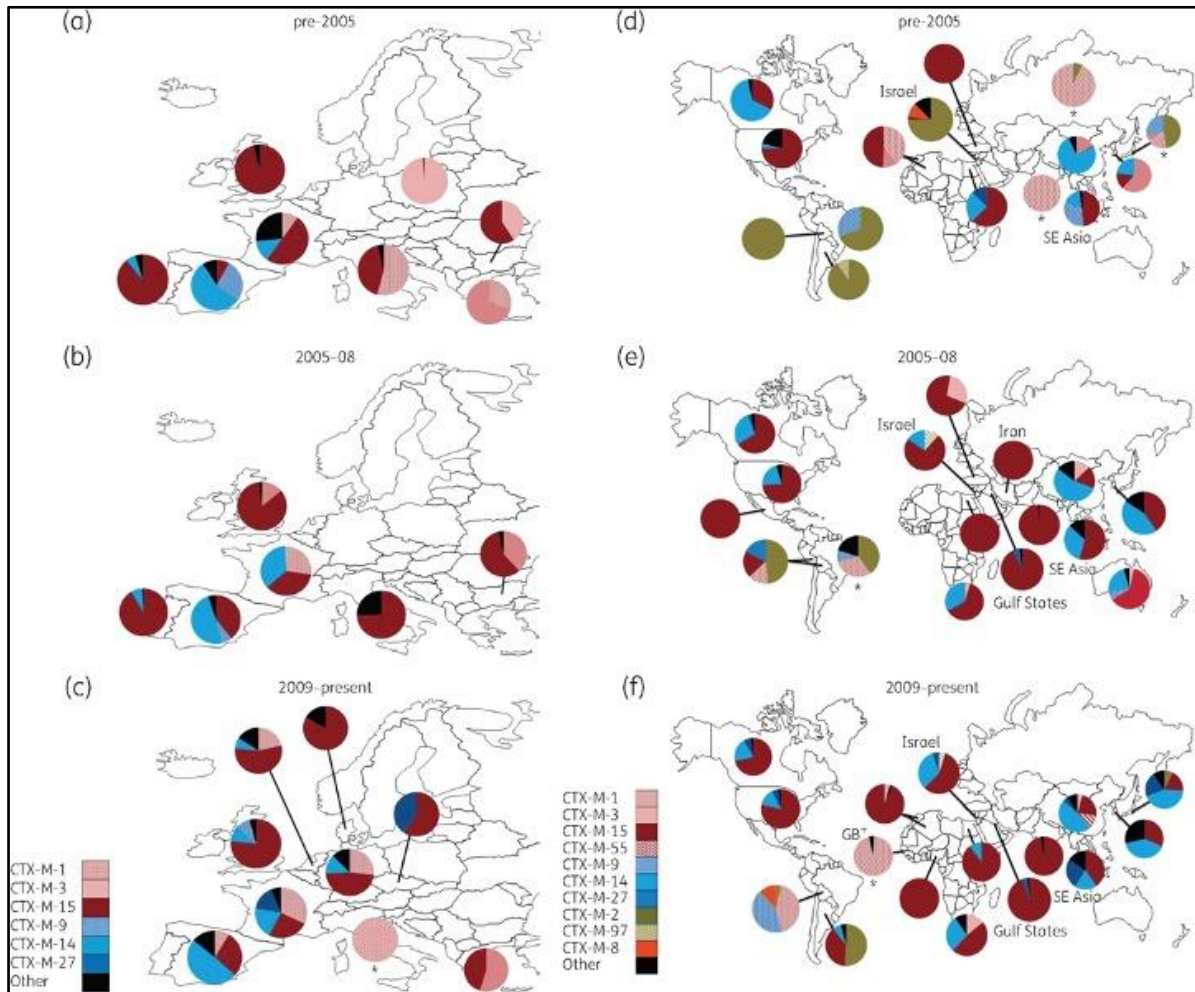 (a)
pre-2005
(b)
2005–08
(c)
2009–present
CTX-M-1
CTX-M-3
CTX-M-15
CTX-M-9
CTX-M-14
CTX-M-27
Other
*
(d)
pre-2005
Israel
*
*
*
SE Asia
(e)
2005–08
Israel
Iran
SE Asia
*
Gulf States
(f)
2009–present
Israel
GB⁺
*
SE Asia
Gulf States
CTX-M-1
CTX-M-3
CTX-M-15
CTX-M-55
CTX-M-9
CTX-M-14
CTX-M-27
CTX-M-2
CTX-M-97
CTX-M-8
Other